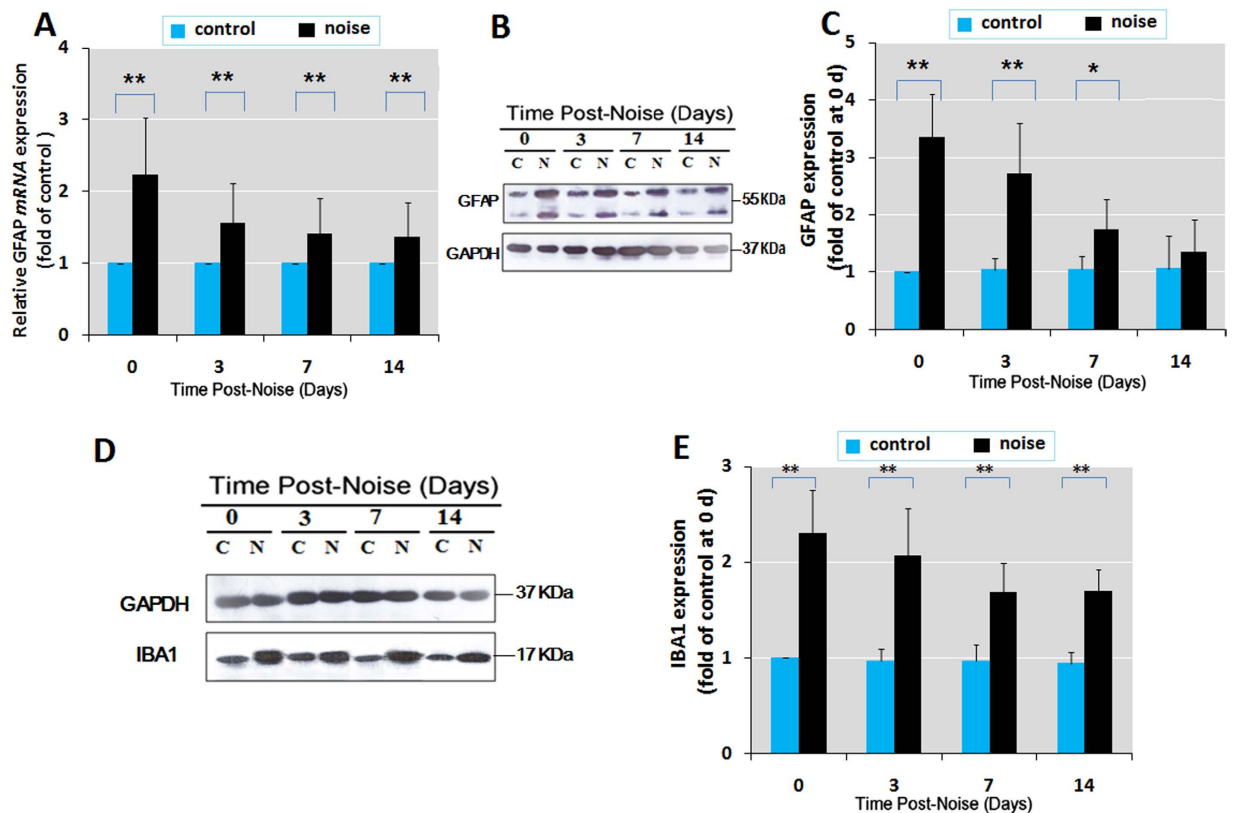 A
control noise
Relative GFAP mRNA expression
(fold of control )
4
3
2
1
0
** ** ** **
0 3 7 14
Time Post-Noise (Days)
B
Time Post-Noise (Days)
0 3 7 14
C N C N C N C N
GFAP
55KDa
GAPDH
37KDa
C
control noise
GFAP expression
(fold of control at 0 d )
5
4
3
2
1
0
** ** *
0 3 7 14
Time Post-Noise (Days)
D
Time Post-Noise (Days)
0 3 7 14
C N C N C N C N
GAPDH
37 KDa
IBA1
17 KDa
E
control noise
IBA1 expression
(fold of control at 0 d)
3
2
1
0
** ** ** **
0 3 7 14
Time Post-Noise (Days)